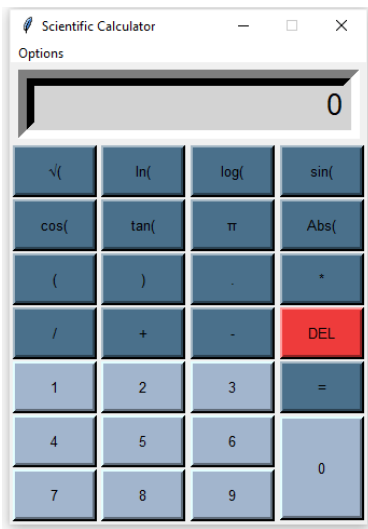 Scientific Calculator
Options
0
√( ln( log( sin(
cos( tan( π Abs(
( ) . *
/ + - DEL
1 2 3 =
4 5 6
0
7 8 9